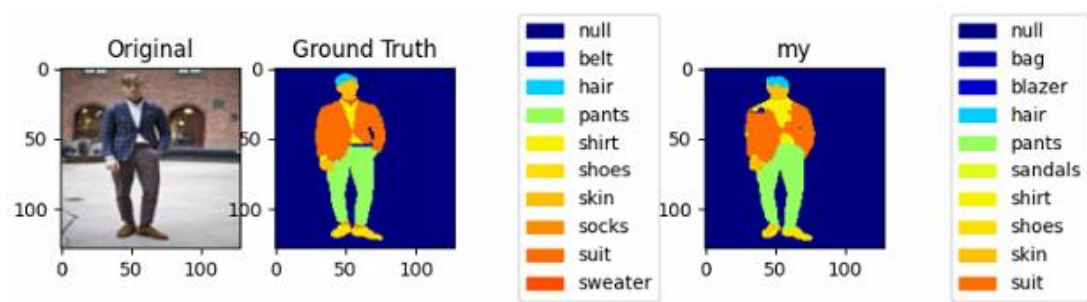 Original
0
50
100
0 50 100
Ground Truth
0
50
100
0 50 100
null
belt
hair
pants
shirt
shoes
skin
socks
suit
sweater
my
0
50
100
0 50 100
null
bag
blazer
hair
pants
sandals
shirt
shoes
skin
suit